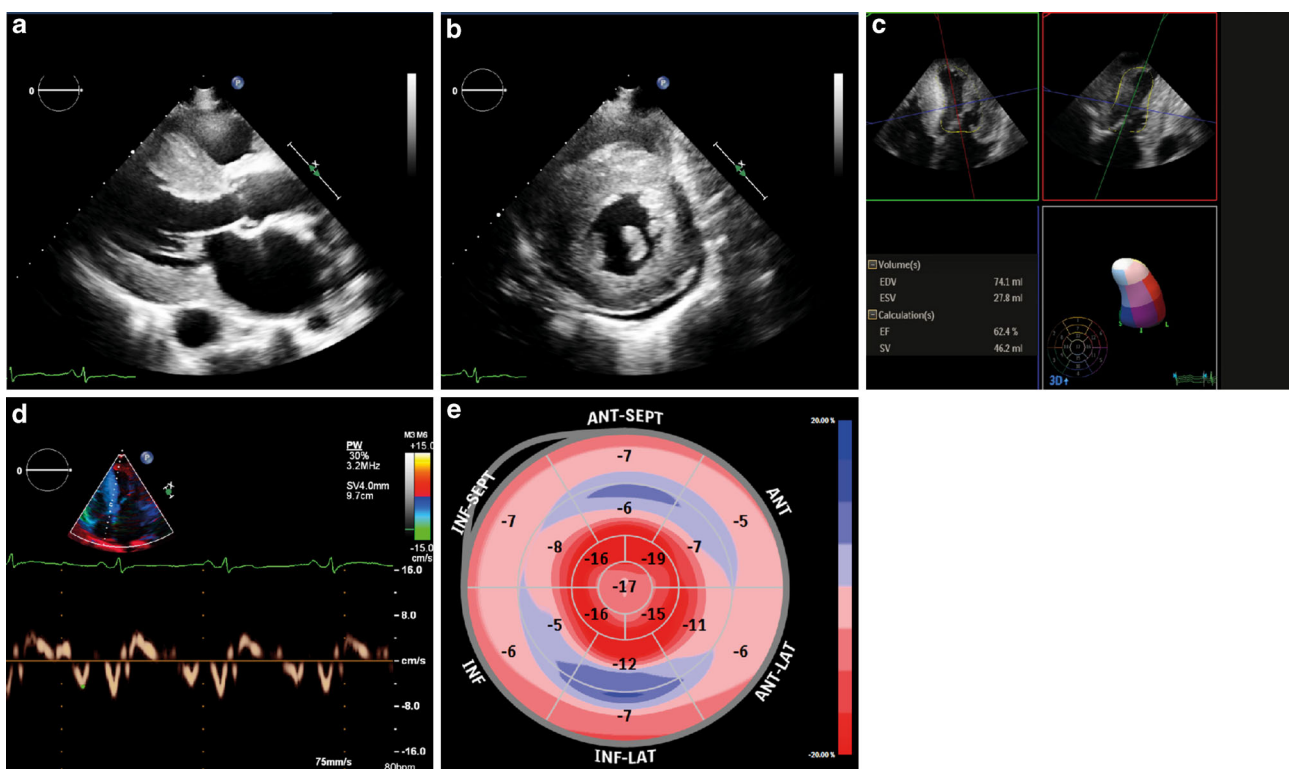 a
0
P
b
0
P
c
Volume(s)
EDV 74.1 ml
ESV 27.8 ml
Calculation(s)
EF 62.4 %
SV 46.2 ml
3D
d
0
P
PW
30%
3.2MHz
SV4.0mm
9.7cm
M3 M6
+15.0
-15.0
cm/s
-16.0
- 8.0
cm/s
- -8.0
- -16.0
75mm/s
80bpm
e
ANT-SEPT
20.00 %
-7
INF-SEPT
ANT
-7
-6
-5
-8
-7
-16
-19
-17
-16
-15
-5
-11
-6
-12
-6
INF
-7
ANT-LAT
INF-LAT
-20.00 %